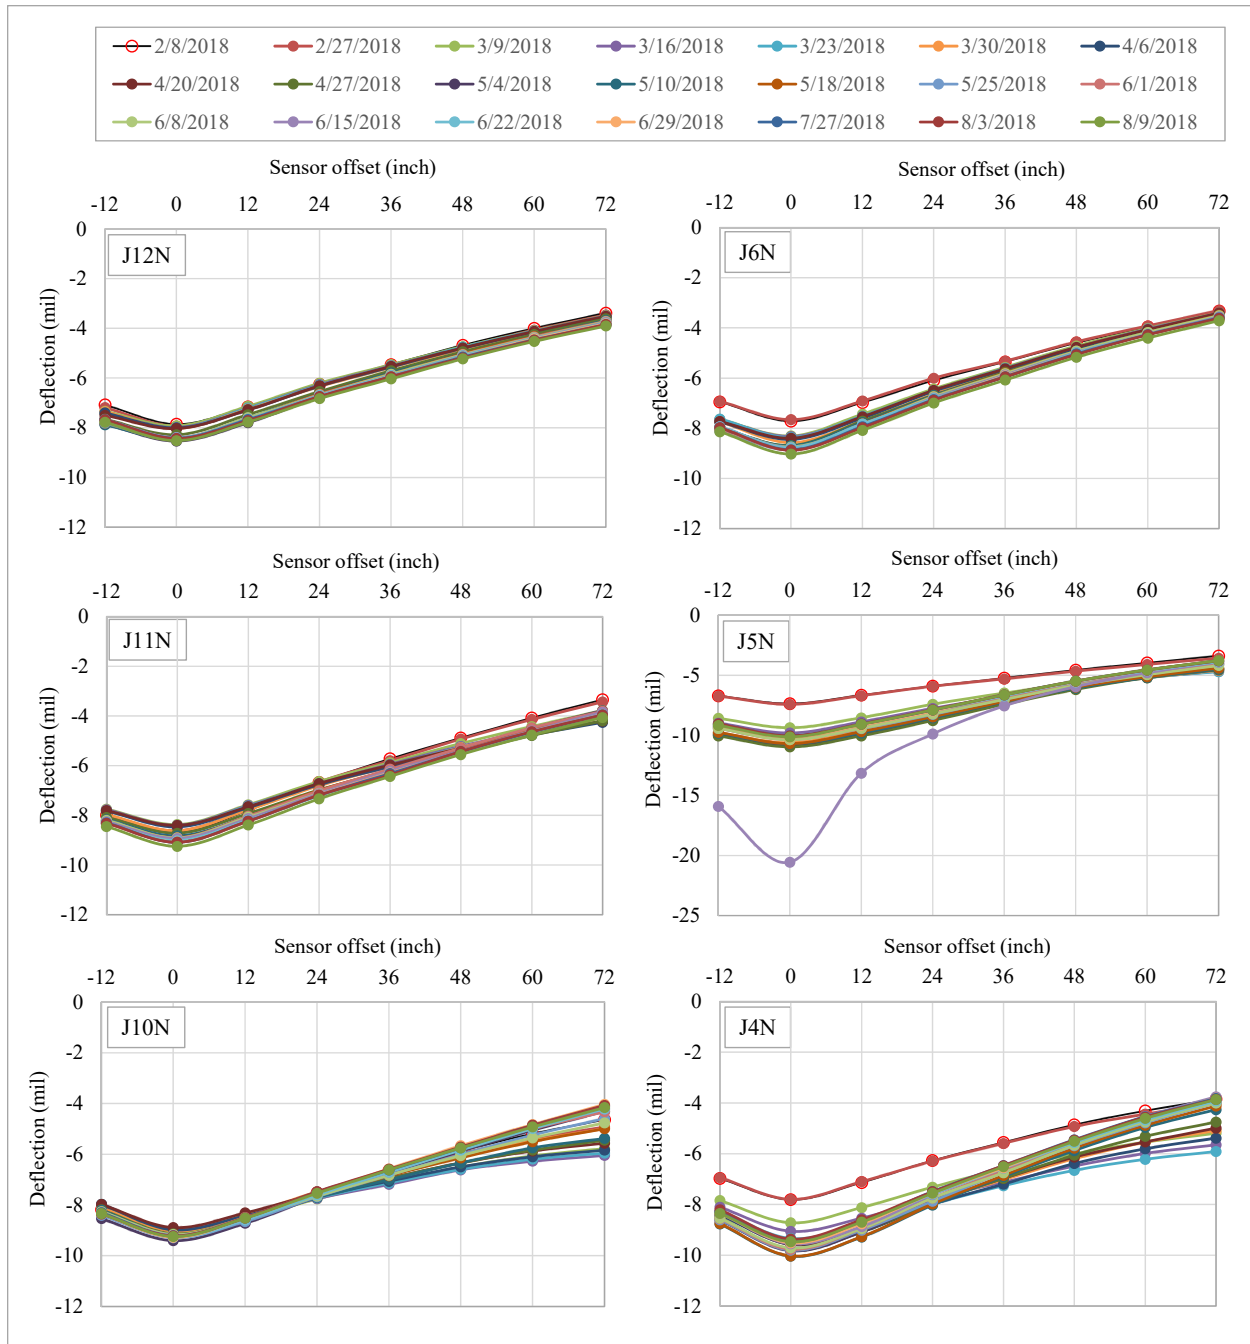 2/8/2018 2/27/2018 3/9/2018 3/16/2018 3/23/2018 3/30/2018 4/6/2018
4/20/2018 4/27/2018 5/4/2018 5/10/2018 5/18/2018 5/25/2018 6/1/2018
6/8/2018 6/15/2018 6/22/2018 6/29/2018 7/27/2018 8/3/2018 8/9/2018
Sensor offset (inch)
-12 0 12 24 36 48 60 72
0
-2
-4
-6
-8
-10
-12
Deflection (mil)
J12N
Sensor offset (inch)
-12 0 12 24 36 48 60 72
0
-2
-4
-6
-8
-10
-12
Deflection (mil)
J6N
Sensor offset (inch)
-12 0 12 24 36 48 60 72
0
-2
-4
-6
-8
-10
-12
Deflection (mil)
J11N
Sensor offset (inch)
-12 0 12 24 36 48 60 72
0
-5
-10
-15
-20
-25
Deflection (mil)
J5N
Sensor offset (inch)
-12 0 12 24 36 48 60 72
0
-2
-4
-6
-8
-10
-12
Deflection (mil)
J10N
Sensor offset (inch)
-12 0 12 24 36 48 60 72
0
-2
-4
-6
-8
-10
-12
Deflection (mil)
J4N